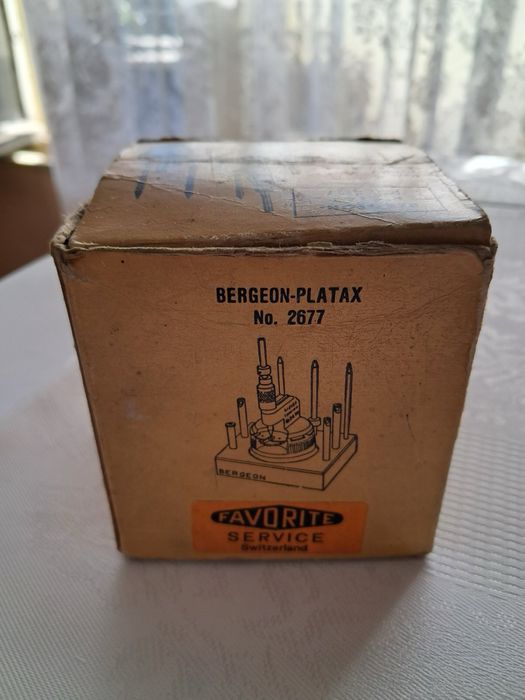 BERGEON-PLATAX
No. 2677
BERGEON
FAVORITE
SERVICE
Switzerland